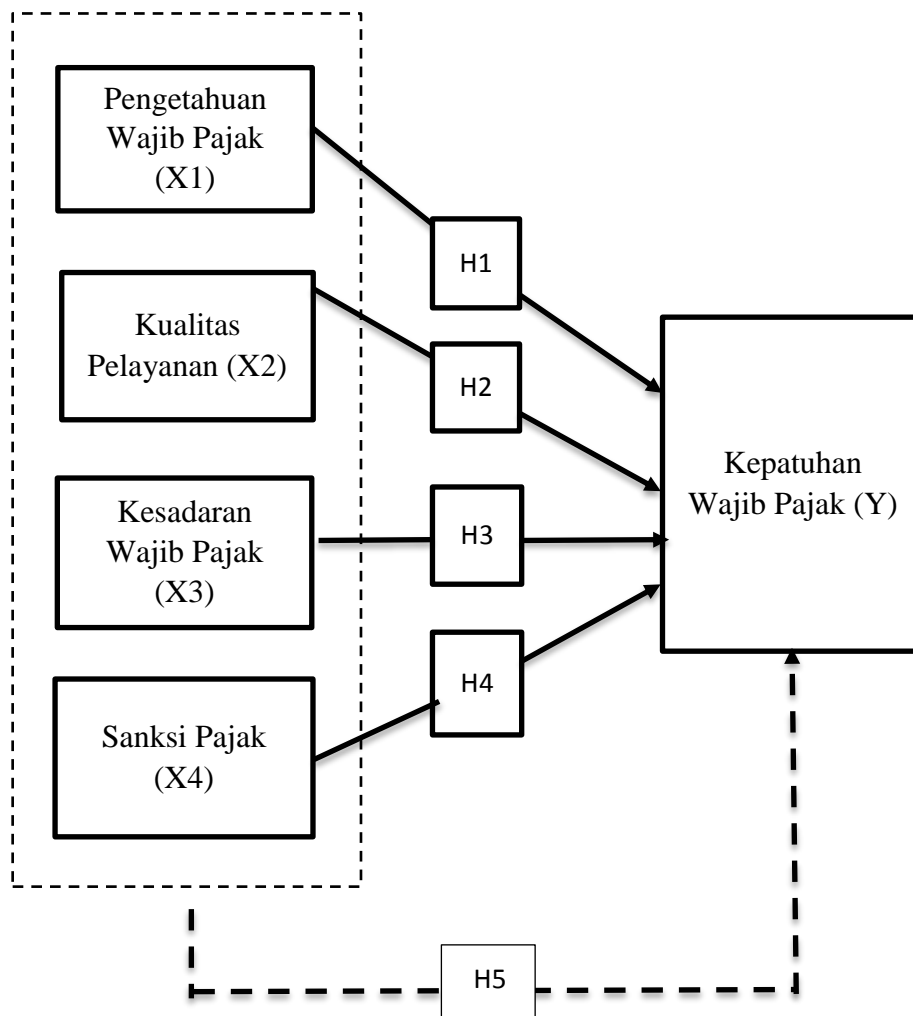 Pengetahuan
Wajib Pajak
(X1)
H1
Kualitas
Pelayanan (X2)
H2
Kesadaran
Wajib Pajak
(X3)
H3
Sanksi Pajak
(X4)
H4
Kepatuhan
Wajib Pajak (Y)
H5